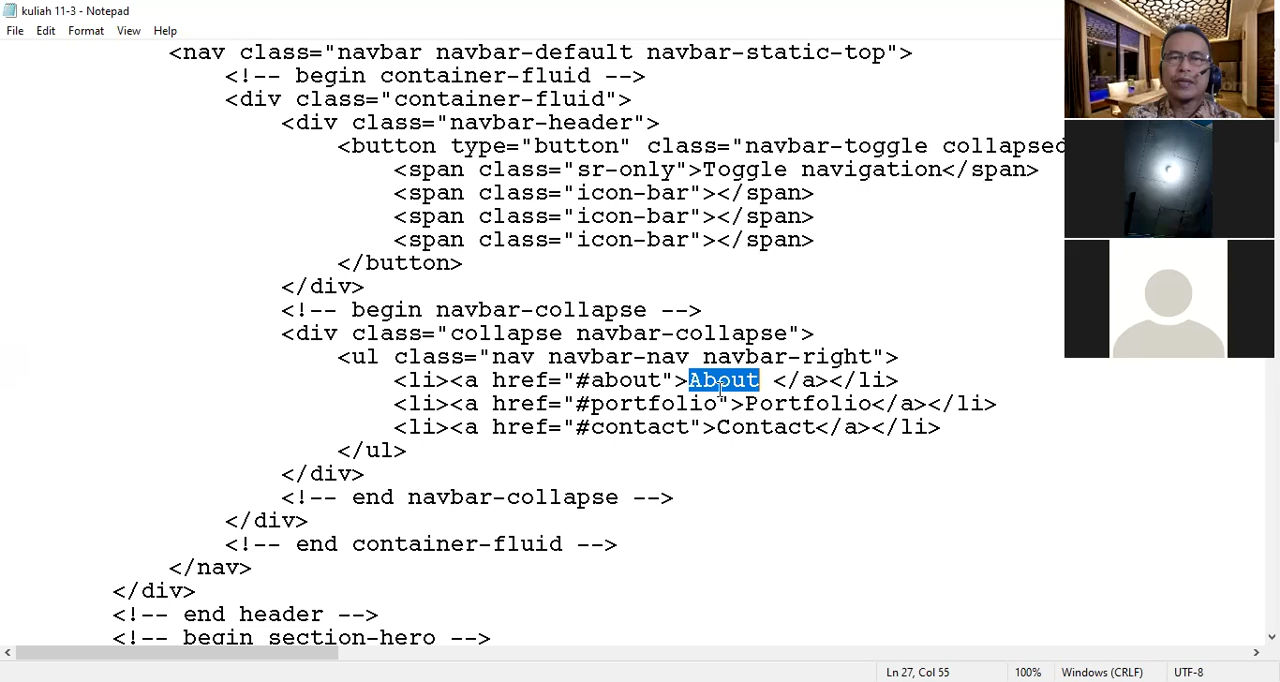 kuliah 11-3 - Notepad
File Edit Format View Help
<nav class="navbar navbar-default navbar-static-top">
<!-- begin container-fluid -->
<div class="container-fluid">
<div class="navbar-header">
<button type="button" class="navbar-toggle collapsed
<span class="sr-only">Toggle navigation</span>
<span class="icon-bar"></span>
<span class="icon-bar"></span>
<span class="icon-bar"></span>
</button>
</div>
<!-- begin navbar-collapse -->
<div class="collapse navbar-collapse">
<ul class="nav navbar-nav navbar-right">
<li><a href="#about">About </a></li>
<li><a href="#portfolio">Portfolio</a></li>
<li><a href="#contact">Contact</a></li>
</ul>
</div>
<!-- end navbar-collapse -->
</div>
<!-- end container-fluid -->
</nav>
</div>
<!-- end header -->
<!-- begin section-hero -->
Ln 27, Col 55 100% Windows (CRLF) UTF-8